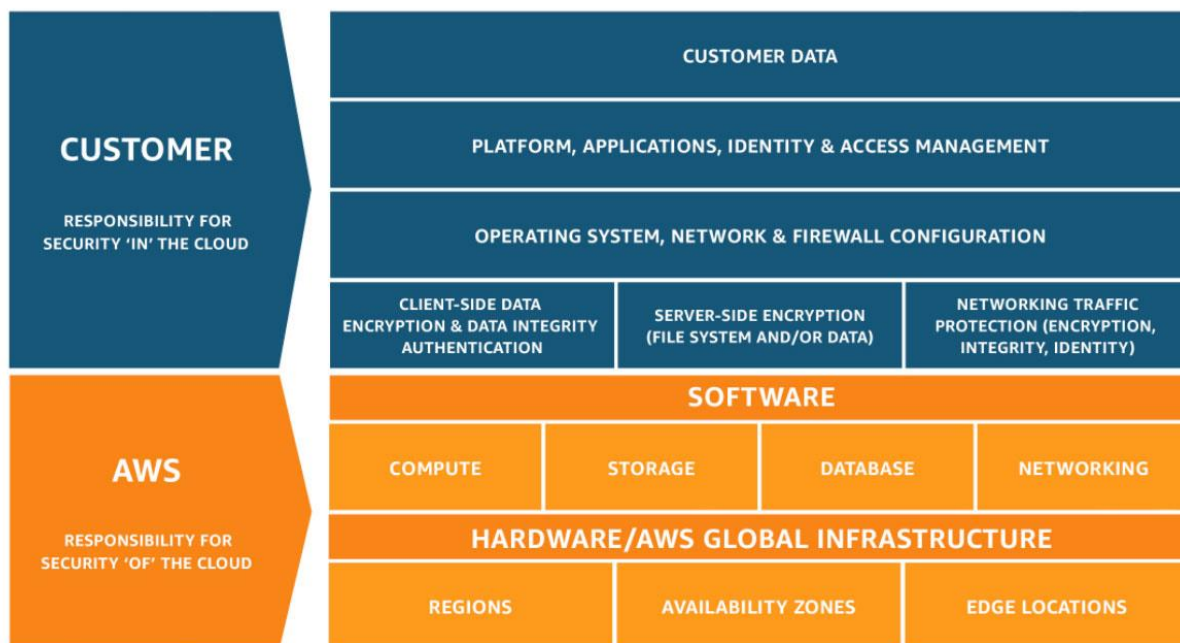 CUSTOMER
RESPONSIBILITY FOR
SECURITY ‘IN’ THE CLOUD
CUSTOMER DATA
PLATFORM, APPLICATIONS, IDENTITY & ACCESS MANAGEMENT
OPERATING SYSTEM, NETWORK & FIREWALL CONFIGURATION
CLIENT-SIDE DATA
ENCRYPTION & DATA INTEGRITY
AUTHENTICATION
SERVER-SIDE ENCRYPTION
(FILE SYSTEM AND/OR DATA)
NETWORKING TRAFFIC
PROTECTION (ENCRYPTION,
INTEGRITY, IDENTITY)
AWS
RESPONSIBILITY FOR
SECURITY ‘OF’ THE CLOUD
SOFTWARE
COMPUTE
STORAGE
DATABASE
NETWORKING
HARDWARE/AWS GLOBAL INFRASTRUCTURE
REGIONS
AVAILABILITY ZONES
EDGE LOCATIONS